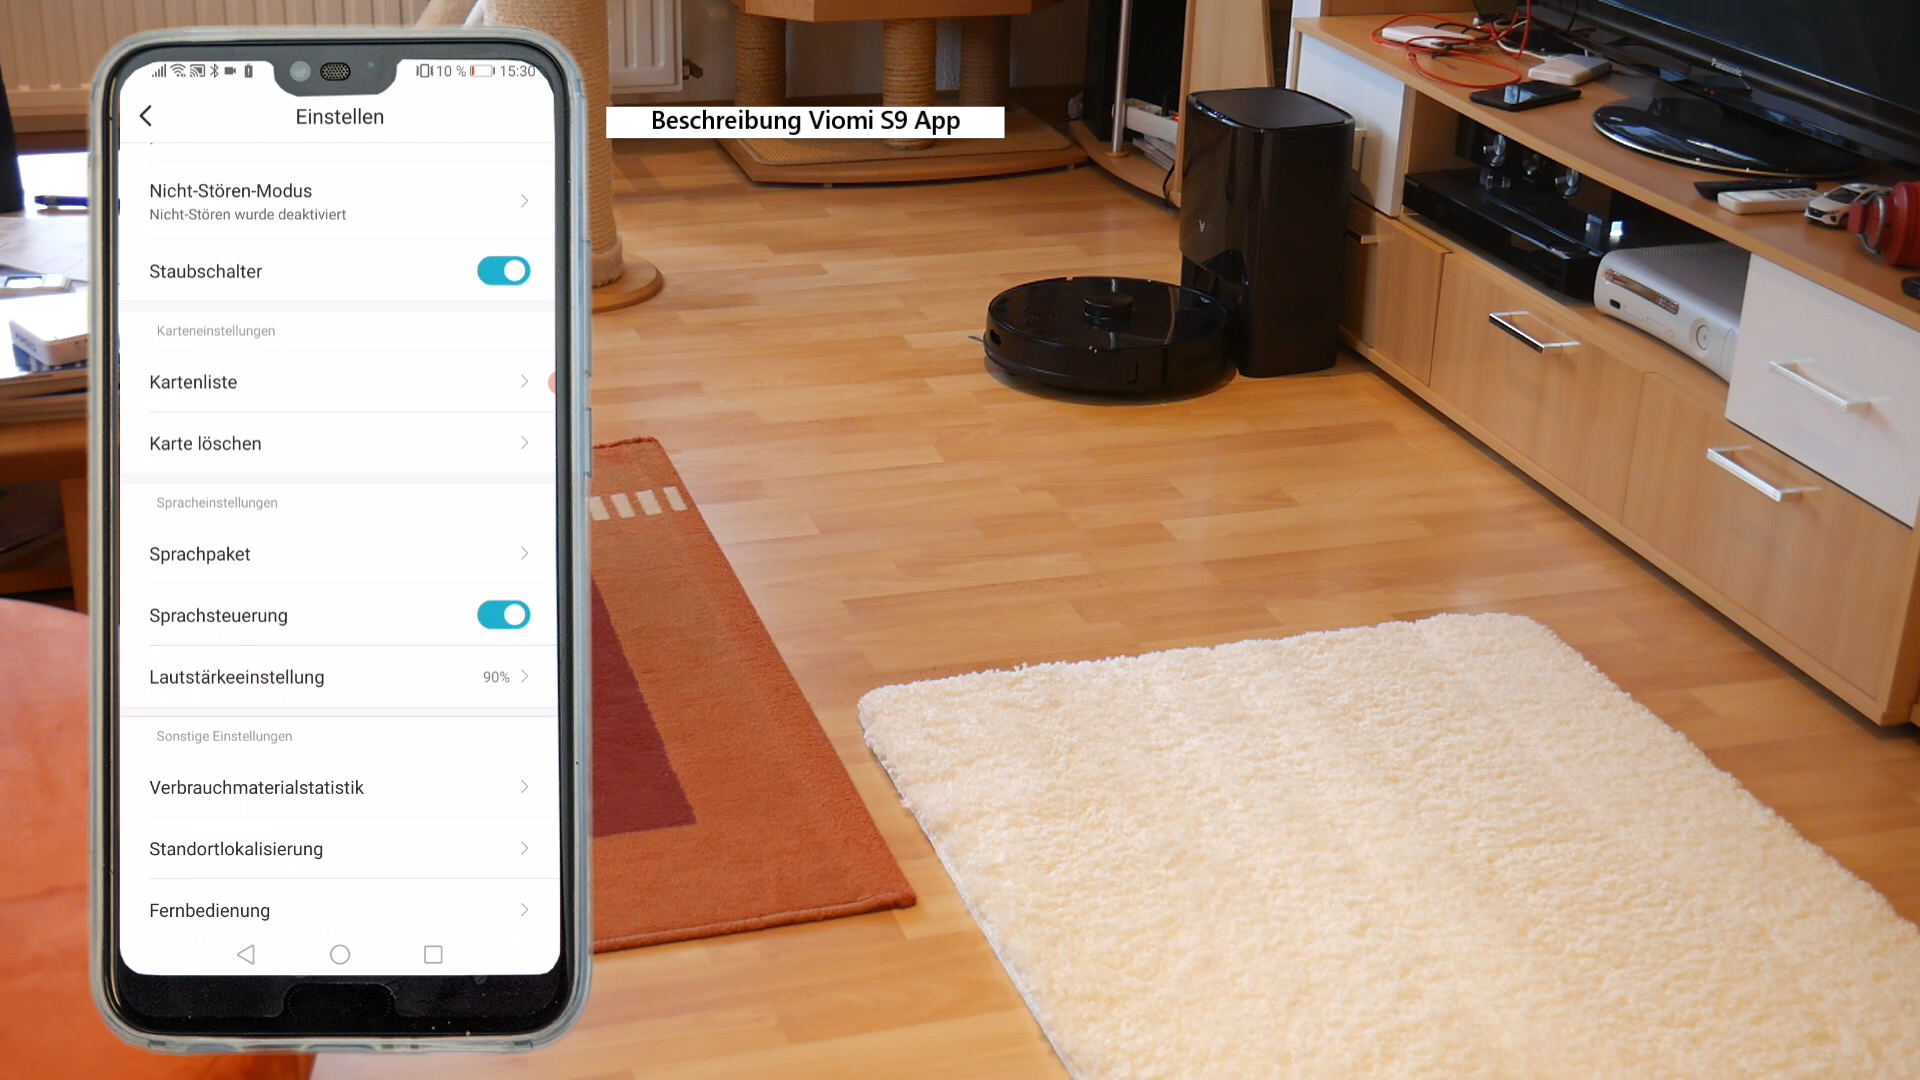 10 % 15:30
Einstellen
Beschreibung Viomi S9 App
Nicht-Stören-Modus
Nicht-Stören wurde deaktiviert
Staubschalter
Karteneinstellungen
Kartenliste
Karte löschen
Spracheinstellungen
Sprachpaket
Sprachsteuerung
Lautstärkeeinstellung 90%
Sonstige Einstellungen
Verbrauchmaterialstatistik
Standortlokalisierung
Fernbedienung
Panasonic